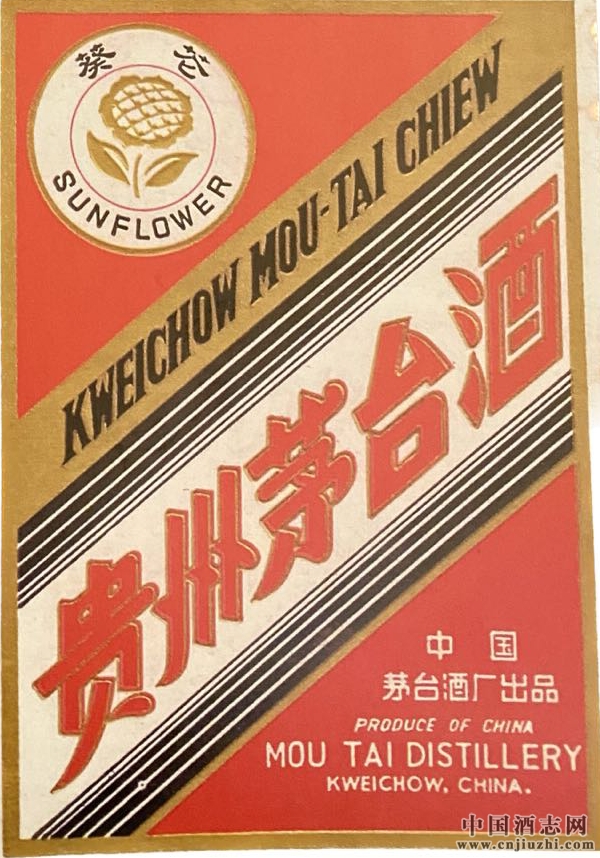 葵花
SUNFLOWER
KWEICHOW MOU-TAI CHIEW
贵州茅台酒
中国
茅台酒厂出品
PRODUCE OF CHINA
MOU TAI DISTILLERY
KWEICHOW, CHINA.
中国酒志网
www.cnjiuzhi.com